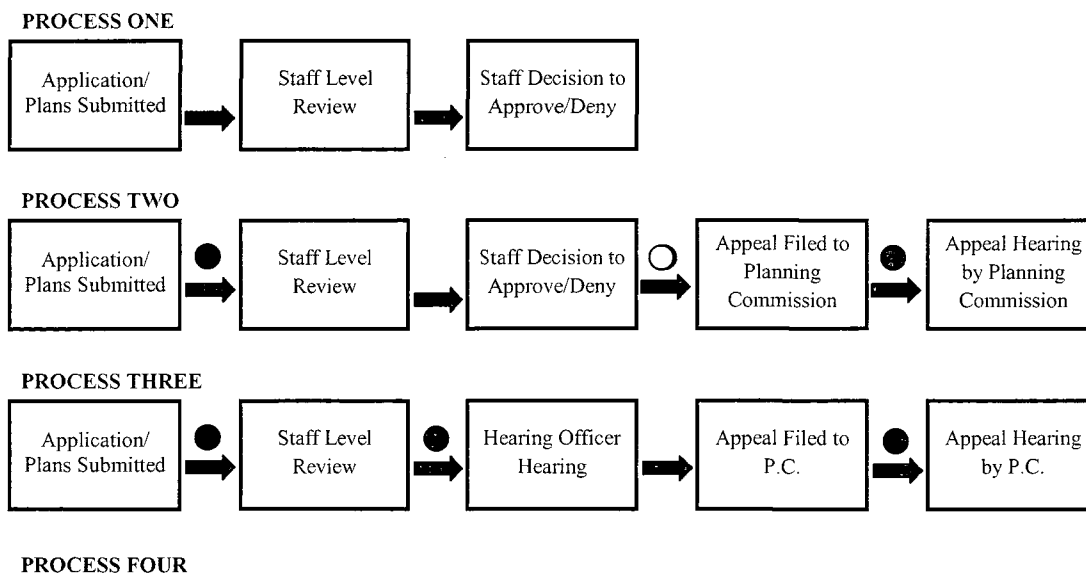 PROCESS ONE
Application/
Plans Submitted
Staff Level
Review
Staff Decision to
Approve/Deny
PROCESS TWO
Application/
Plans Submitted
Staff Level
Review
Staff Decision to
Approve/Deny
Appeal Filed to
Planning
Commission
Appeal Hearing
by Planning
Commission
PROCESS THREE
Application/
Plans Submitted
Staff Level
Review
Hearing Officer
Hearing
Appeal Filed to
P.C.
Appeal Hearing
by P.C.
PROCESS FOUR